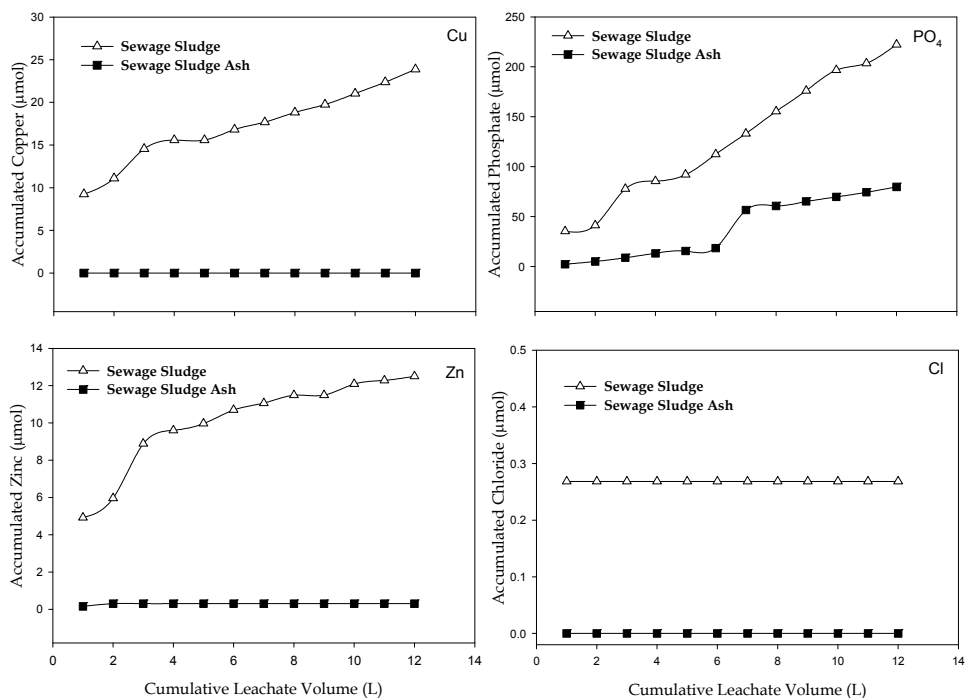 30
25
20
15
10
5
0
Accumulated Copper (µmol)
Sewage Sludge
Sewage Sludge Ash
Cu
250
200
150
100
50
0
Accumulated Phosphate (µmol)
Sewage Sludge
Sewage Sludge Ash
PO₄
14
12
10
8
6
4
2
0
Accumulated Zinc (µmol)
Sewage Sludge
Sewage Sludge Ash
Zn
0 2 4 6 8 10 12 14
Cumulative Leachate Volume (L)
0.5
0.4
0.3
0.2
0.1
0.0
Accumulated Chloride (µmol)
Sewage Sludge
Sewage Sludge Ash
Cl
0 2 4 6 8 10 12 14
Cumulative Leachate Volume (L)